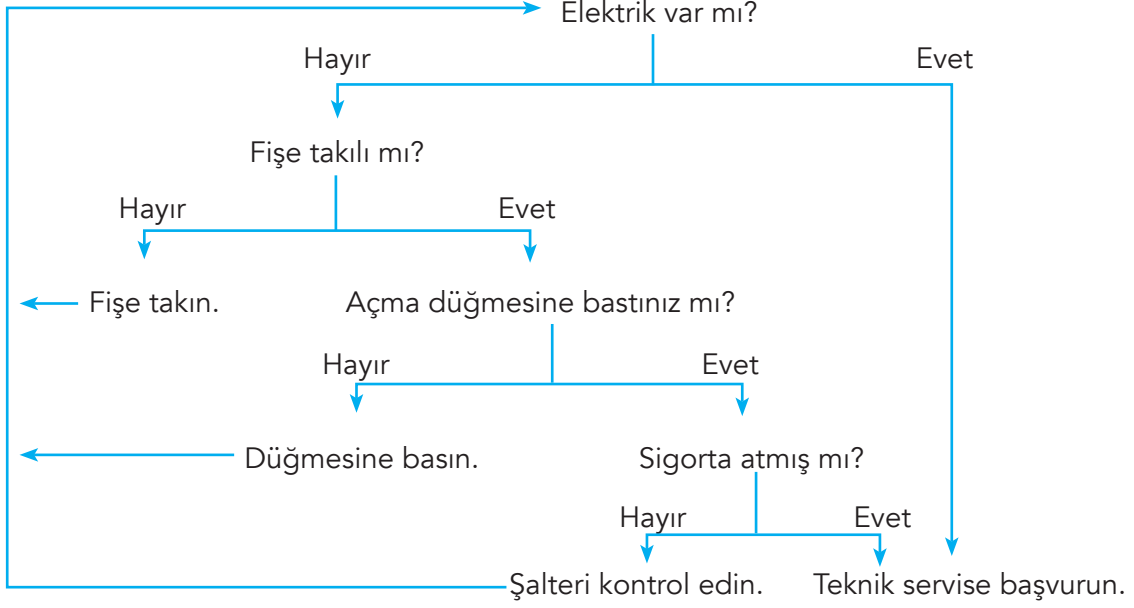 Elektrik var mı?
Hayır
Evet
Fişe takılı mı?
Hayır
Evet
Fişe takın.
Açma düğmesine bastınız mı?
Hayır
Evet
Düğmesine basın.
Sigorta atmış mı?
Hayır
Evet
Şalteri kontrol edin.
Teknik servise başvurun.